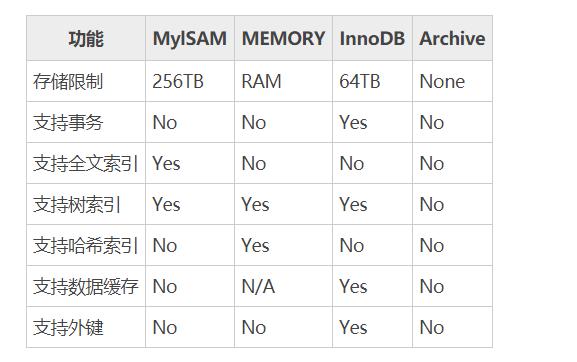 功能 MylSAM MEMORY InnoDB Archive
存储限制 256TB RAM 64TB None
支持事务 No No Yes No
支持全文索引 Yes No No No
支持树索引 Yes Yes Yes No
支持哈希索引 No Yes No No
支持数据缓存 No N/A Yes No
支持外键 No No Yes No